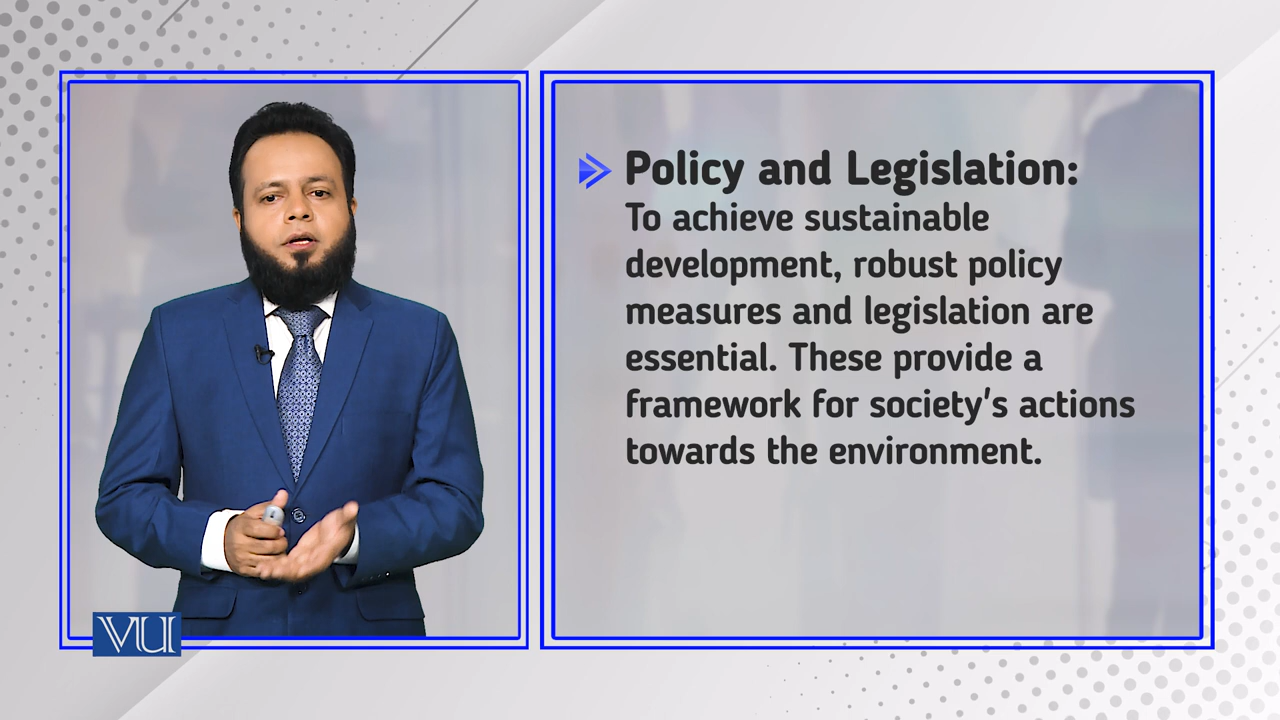 Policy and Legislation:
To achieve sustainable
development, robust policy
measures and legislation are
essential. These provide a
framework for society's actions
towards the environment.
VU